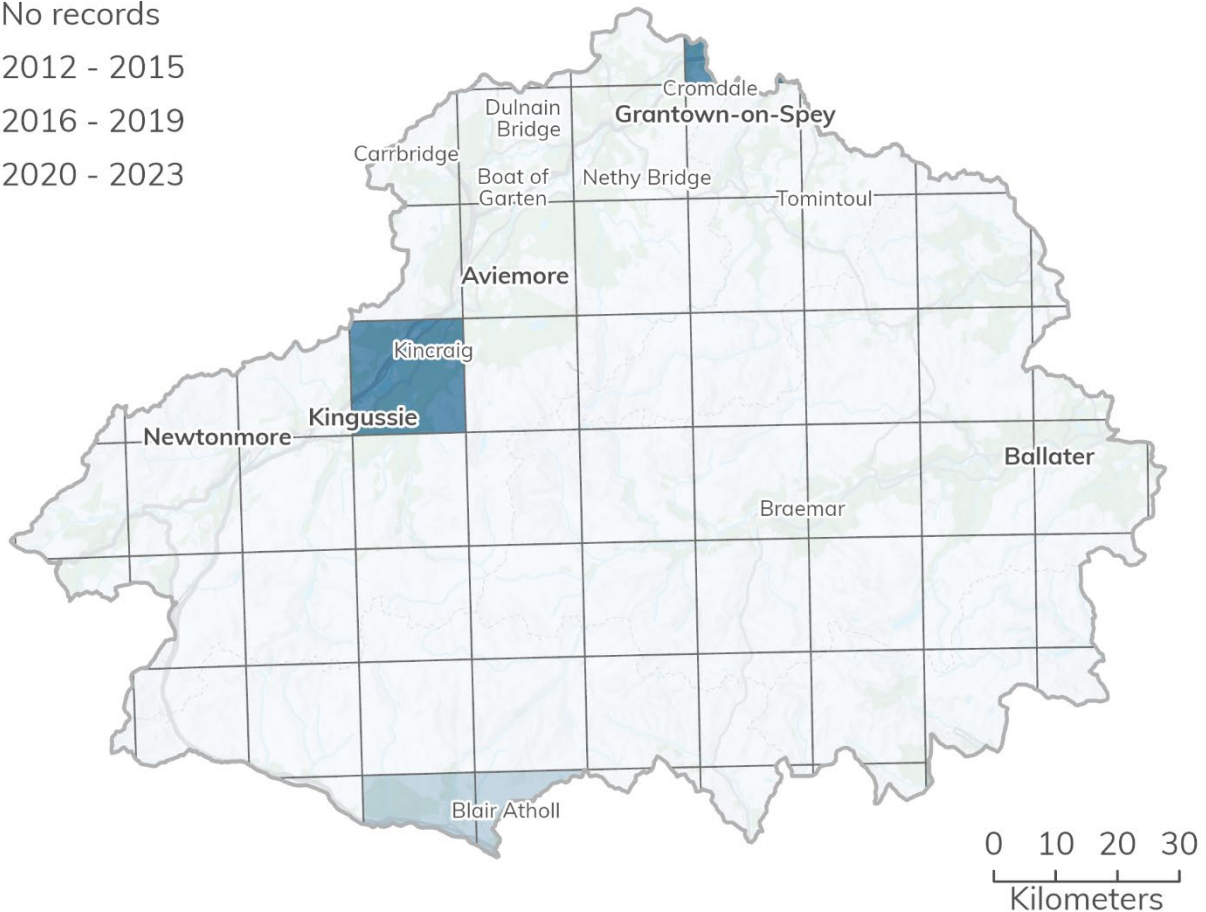 No records
2012 - 2015
2016 - 2019
2020 - 2023
Cromdale
Dulnain
Bridge
Grantown-on-Spey
Carrbridge
Boat of
Garten
Nethy Bridge
Tomintoul
Aviemore
Kincraig
Kingussie
Newtonmore
Ballater
Braemar
Blair Atholl
0 10 20 30
Kilometers